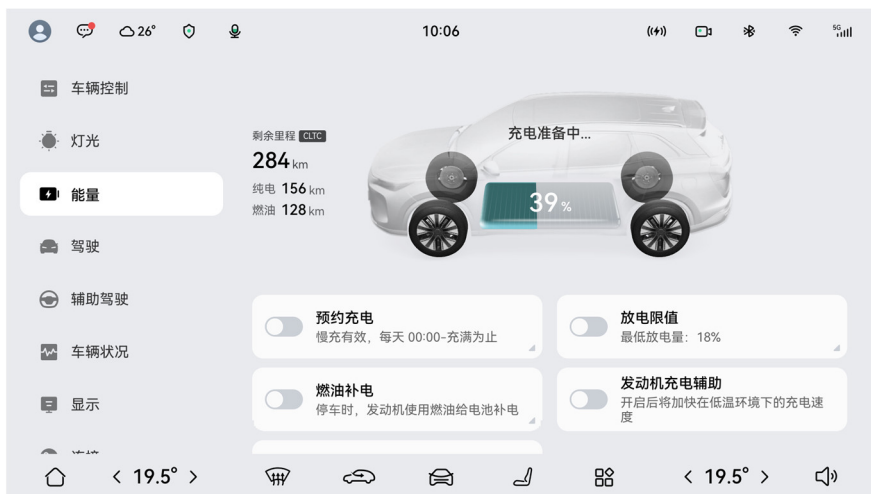 26°
10:06
5G
车辆控制
灯光
能量
驾驶
辅助驾驶
车辆状况
显示
剩余里程 CLTC
284 km
纯电 156 km
燃油 128 km
充电准备中...
39 %
预约充电
慢充有效，每天 00:00-充满为止
放电限值
最低放电量：18%
燃油补电
停车时，发动机使用燃油给电池补电
发动机充电辅助
开启后将加快在低温环境下的充电速
度
< 19.5° >
< 19.5° >